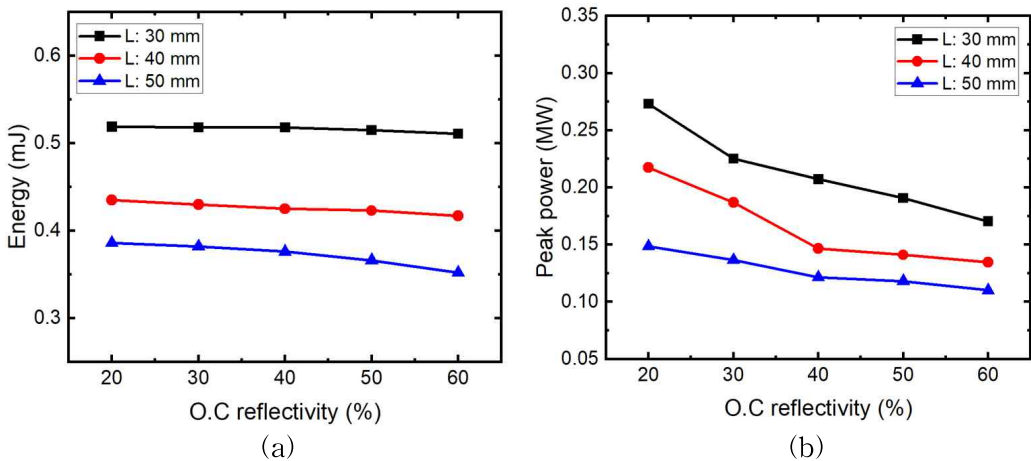 (a)
L: 30 mm
L: 40 mm
L: 50 mm
Energy (mJ)
0.6
0.5
0.4
0.3
20 30 40 50 60
O.C reflectivity (%)
(a)
(b)
L: 30 mm
L: 40 mm
L: 50 mm
Peak power (MW)
0.35
0.30
0.25
0.20
0.15
0.10
0.05
20 30 40 50 60
O.C reflectivity (%)
(b)